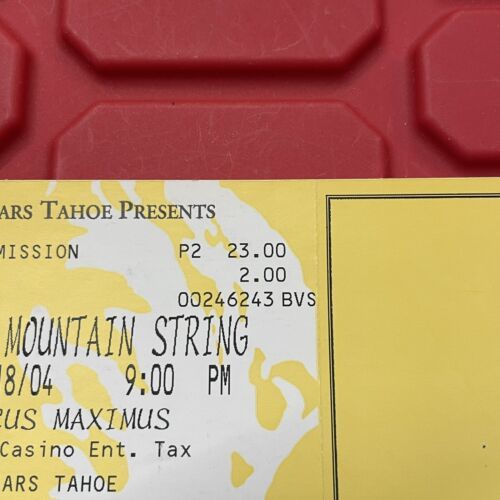 ARS TAHOE PRESENTS
MISSION P2 23.00
2.00
00246243 BVS
MOUNTAIN STRING
18/04 9:00 PM
CUS MAXIMUS
Casino Ent. Tax
ARS TAHOE